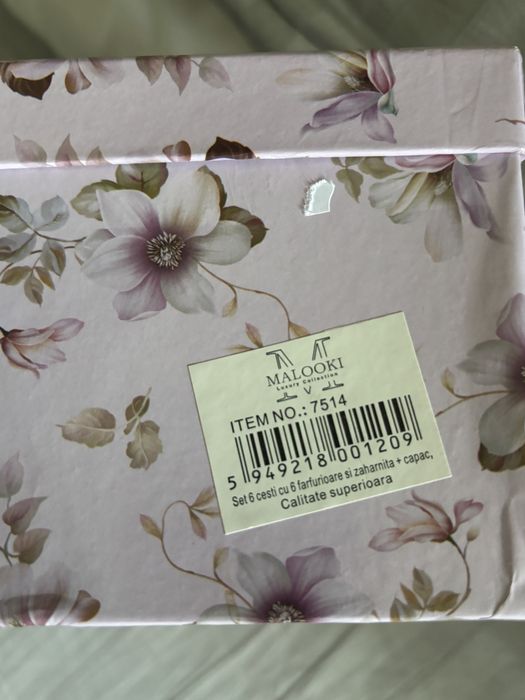 MALOOKI
Luxury Collection
ITEM NO.: 7514
5 949218 001209
Set 6 cesti cu 6 farfurioare si zaharnita + capac,
Calitate superioara